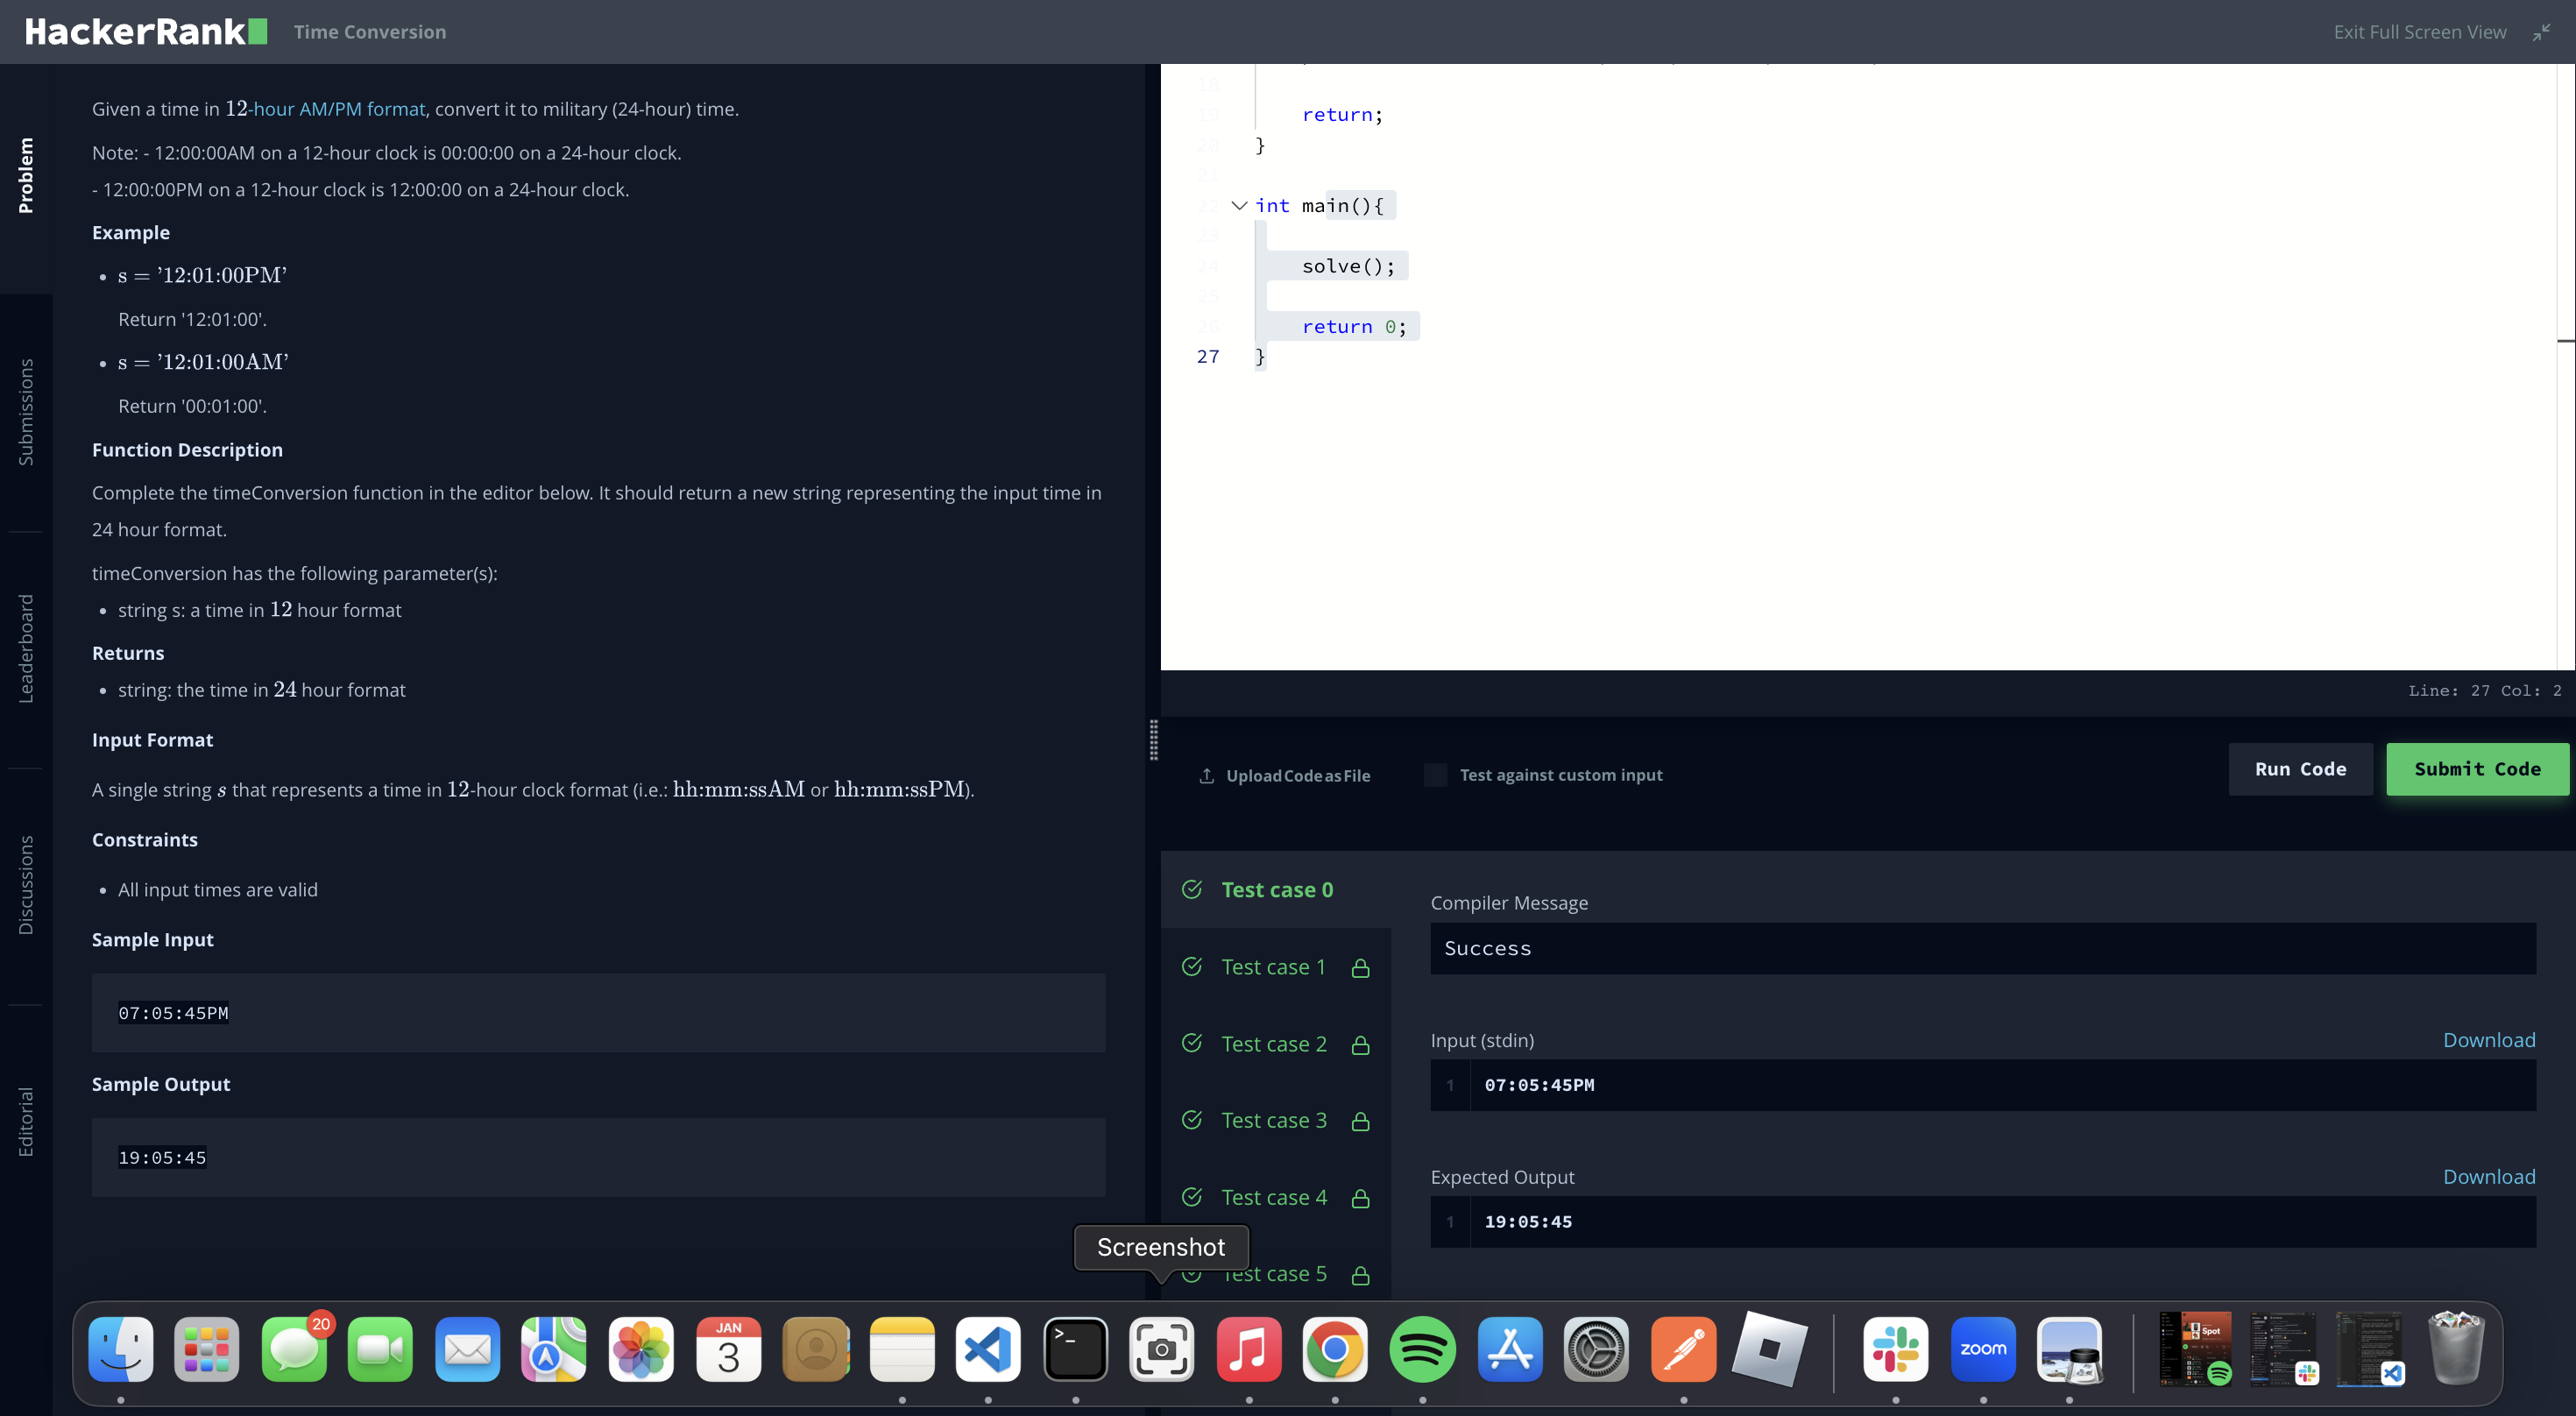 HackerRank
Time Conversion
Exit Full Screen View
Problem
Submissions
Leaderboard
Discussions
Editorial
Given a time in 12-hour AM/PM format, convert it to military (24-hour) time.
Note: - 12:00:00AM on a 12-hour clock is 00:00:00 on a 24-hour clock.
- 12:00:00PM on a 12-hour clock is 12:00:00 on a 24-hour clock.
Example
• s = ’12:01:00PM’
Return '12:01:00'.
• s = ’12:01:00AM’
Return '00:01:00'.
Function Description
Complete the timeConversion function in the editor below. It should return a new string representing the input time in
24 hour format.
timeConversion has the following parameter(s):
• string s: a time in 12 hour format
Returns
• string: the time in 24 hour format
Input Format
A single string s that represents a time in 12-hour clock format (i.e.: hh:mm:ssAM or hh:mm:ssPM).
Constraints
• All input times are valid
Sample Input
07:05:45PM
Sample Output
19:05:45
18
19 return;
20 }
21
22 int main(){
23
24 solve();
25
26 return 0;
27 }
Line: 27 Col: 2
Upload Code as File
Test against custom input
Run Code
Submit Code
Test case 0
Test case 1
Test case 2
Test case 3
Test case 4
Test case 5
Compiler Message
Success
Input (stdin)
Download
1 07:05:45PM
Expected Output
Download
1 19:05:45
Screenshot
20
JAN
3
>_
zoom
Spot